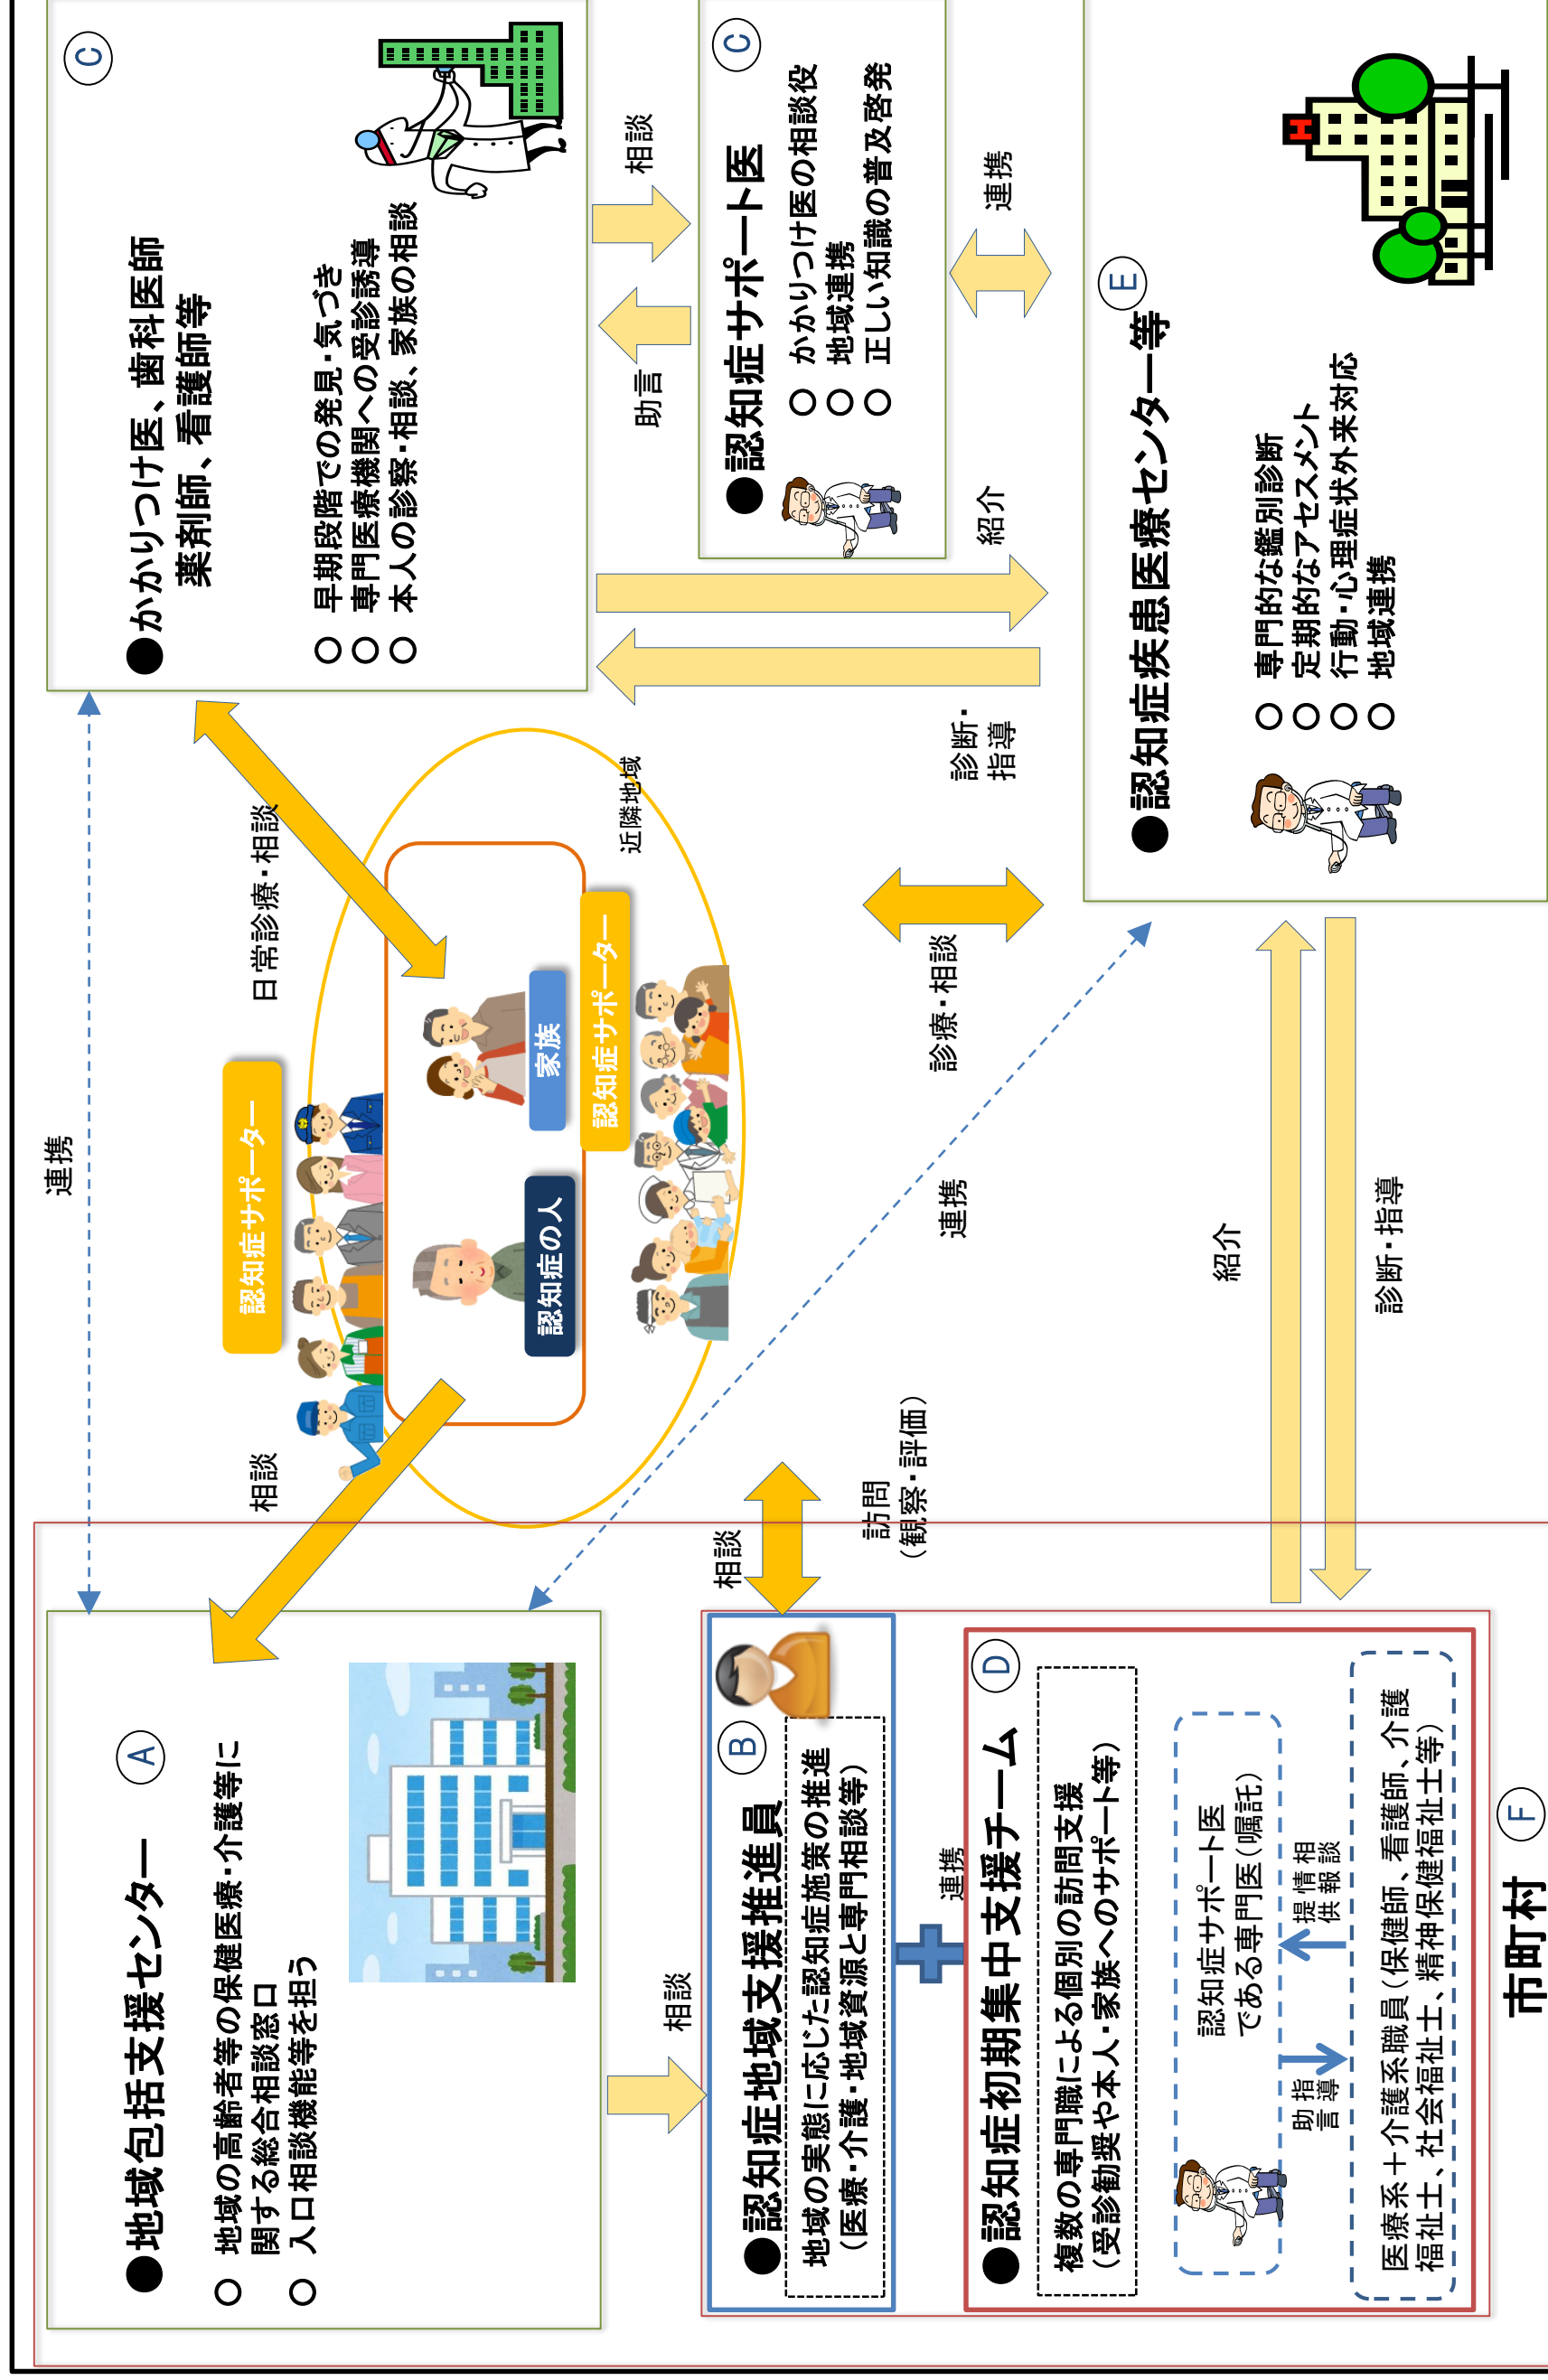 ●地域包括支援センター
A
○ 地域の高齢者等の保健医療・介護等に
関する総合相談窓口
○ 入口相談機能等を担う
連携
相談
認知症サポーター
日常診療・相談
●かかりつけ医、歯科医師
薬剤師、看護師等
C
○ 早期段階での発見・気づき
○ 専門医療機関への受診誘導
○ 本人の診察・相談、家族の相談
認知症の人
家族
認知症サポーター
近隣地域
助言
相談
相談
●認知症地域支援推進員
B
地域の実態に応じた認知症施策の推進
（医療・介護・地域資源と専門相談等）
相談
訪問
（観察・評価）
連携
診療・相談
診断・
指導
紹介
●認知症サポート医
C
○ かかりつけ医の相談役
○ 地域連携
○ 正しい知識の普及啓発
連携
連携
●認知症初期集中支援チーム
D
複数の専門職による個別の訪問支援
（受診勧奨や本人・家族へのサポート等）
認知症サポート医
である専門医（嘱託）
助指
言導
提情相
供報談
医療系＋介護系職員（保健師、看護師、介護
福祉士、社会福祉士、精神保健福祉士等）
紹介
診断・指導
●認知症疾患医療センター等
E
○ 専門的な鑑別診断
○ 定期的なアセスメント
○ 行動・心理症状外来対応
○ 地域連携
H
市町村
F